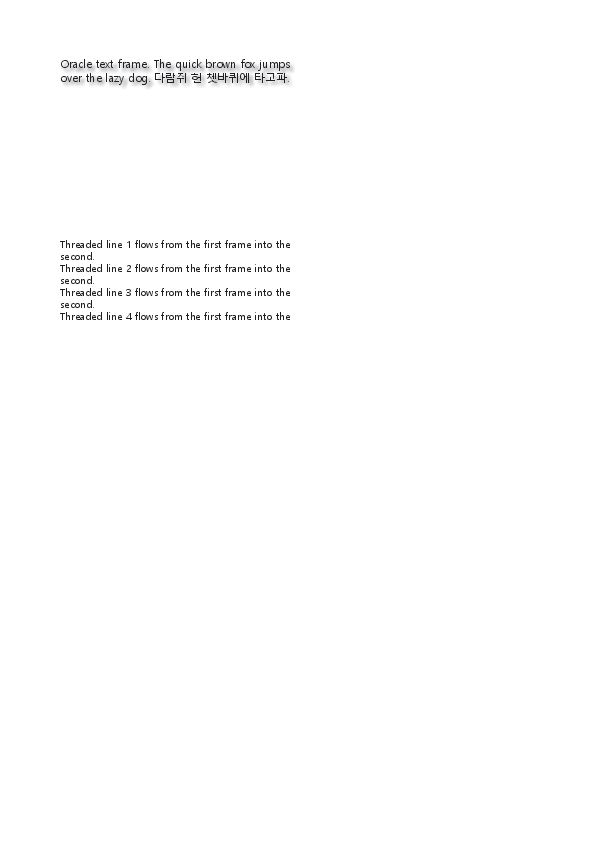 Oracle text frame. The quick brown fox jumps
over the lazy dog. 다람쥐 헌 쳇바퀴에 타고파.
Threaded line 1 flows from the first frame into the
second.
Threaded line 2 flows from the first frame into the
second.
Threaded line 3 flows from the first frame into the
second.
Threaded line 4 flows from the first frame into the